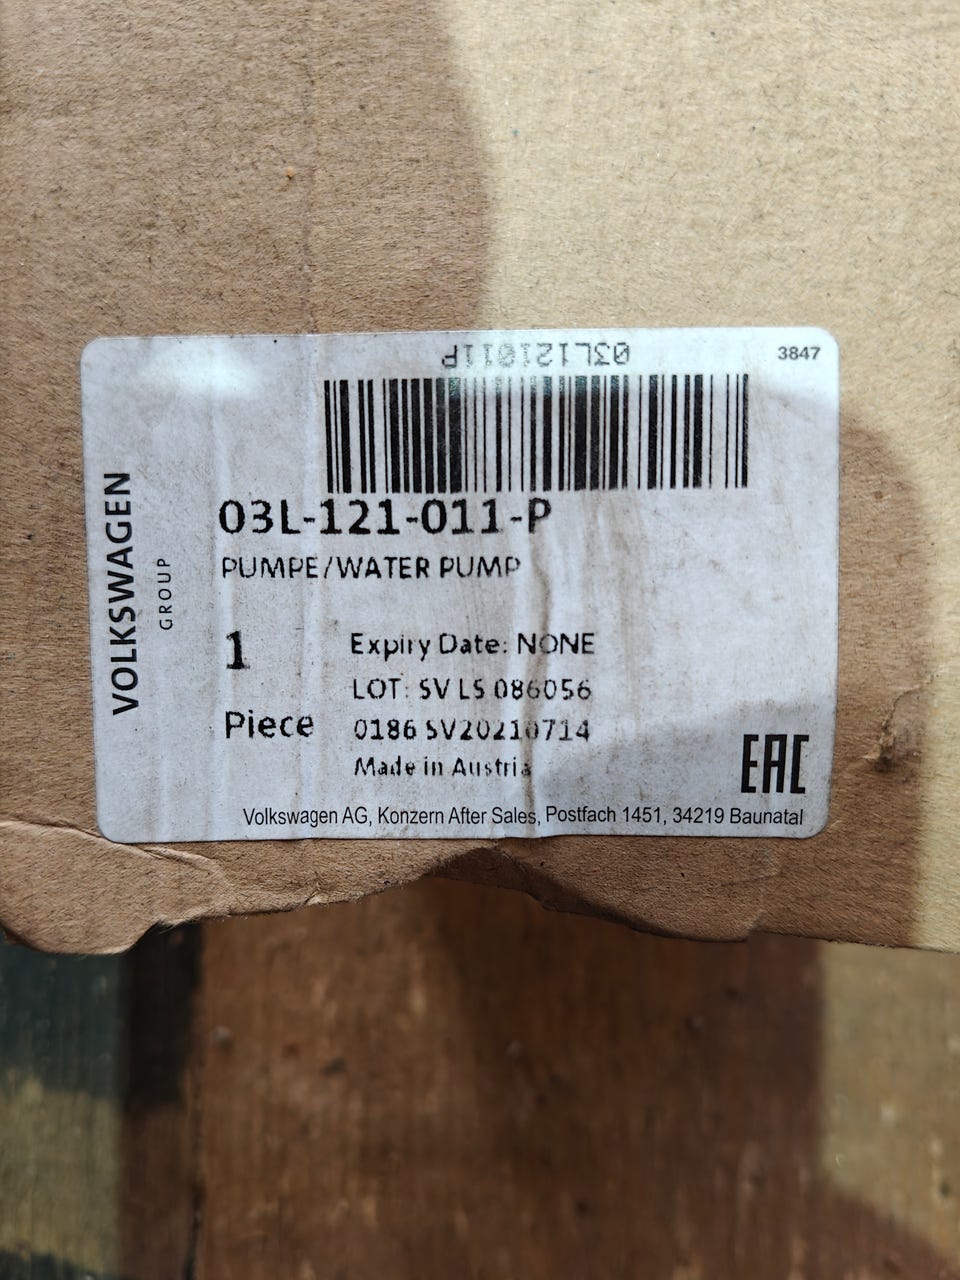 03L121011P
3847
VOLKSWAGEN
GROUP
03L-121-011-P
PUMPE/WATER PUMP
1
Piece
Expiry Date: NONE
LOT: SV LS 086056
0186 SV20210714
Made in Austria
EAC
Volkswagen AG, Konzern After Sales, Postfach 1451, 34219 Baunatal